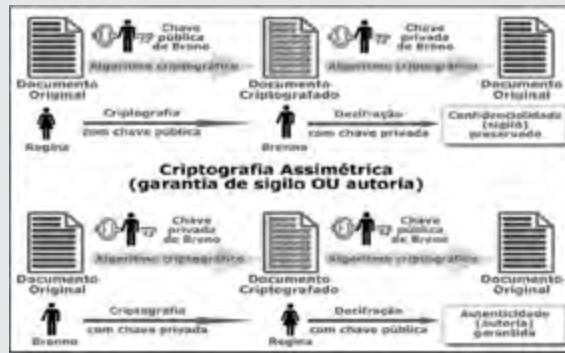 Chave
pública
de Breno
Chave
privada
de Breno
Algoritmo criptográfico
Algoritmo criptográfico
Documento
Original
Documento
Criptografado
Documento
Original
Criptografia
com chave pública
Decifração
com chave privada
Confidencialidade
(sigilo)
preservada
Regina
Brenno
Criptografia Assimétrica
(garantia de sigilo OU autoria)
Chave
privada
de Breno
Chave
pública
de Breno
Algoritmo criptográfico
Algoritmo criptográfico
Documento
Original
Documento
Criptografado
Documento
Original
Criptografia
com chave privada
Decifração
com chave pública
Autenticidade
(autoria)
garantida
Brenno
Regina